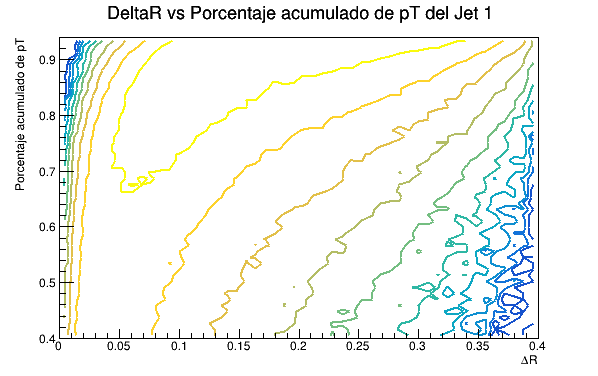 DeltaR vs Porcentaje acumulado de pT del Jet 1
Porcentaje acumulado de pT
0.9
0.8
0.7
0.6
0.5
0.4
0 0.05 0.1 0.15 0.2 0.25 0.3 0.35 0.4
ΔR